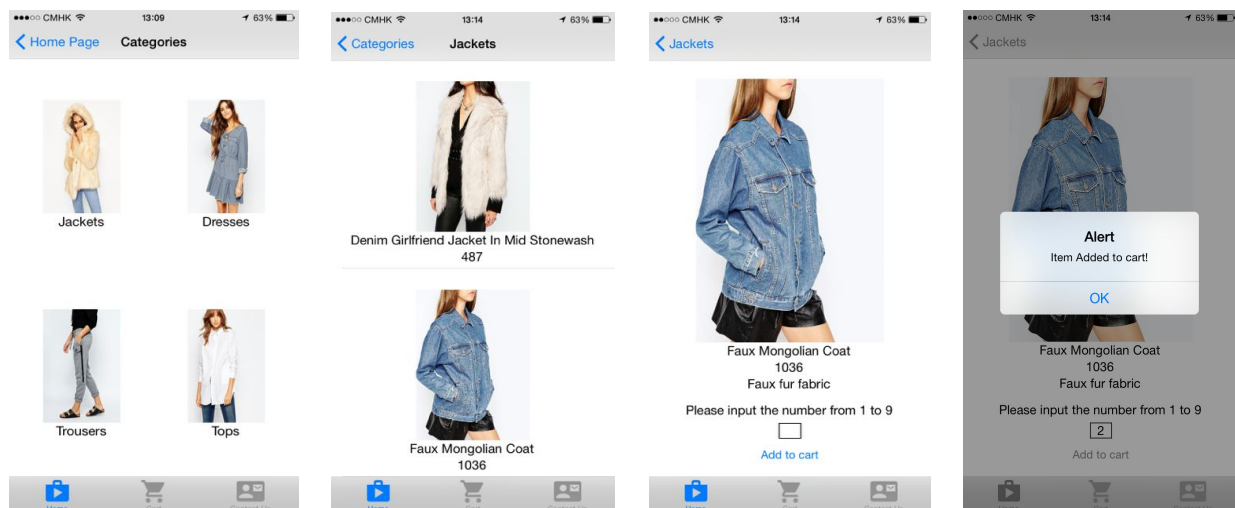 CMHK 13:09 63%
Home Page Categories
Jackets Dresses
Trousers Tops
CMHK 13:14 63%
Categories Jackets
Denim Girlfriend Jacket In Mid Stonewash
487
Faux Mongolian Coat
1036
CMHK 13:14 63%
Jackets
Faux Mongolian Coat
1036
Faux fur fabric
Please input the number from 1 to 9
Add to cart
CMHK 13:14 63%
Jackets
Alert
Item Added to cart!
OK
Faux Mongolian Coat
1036
Faux fur fabric
Please input the number from 1 to 9
2
Add to cart